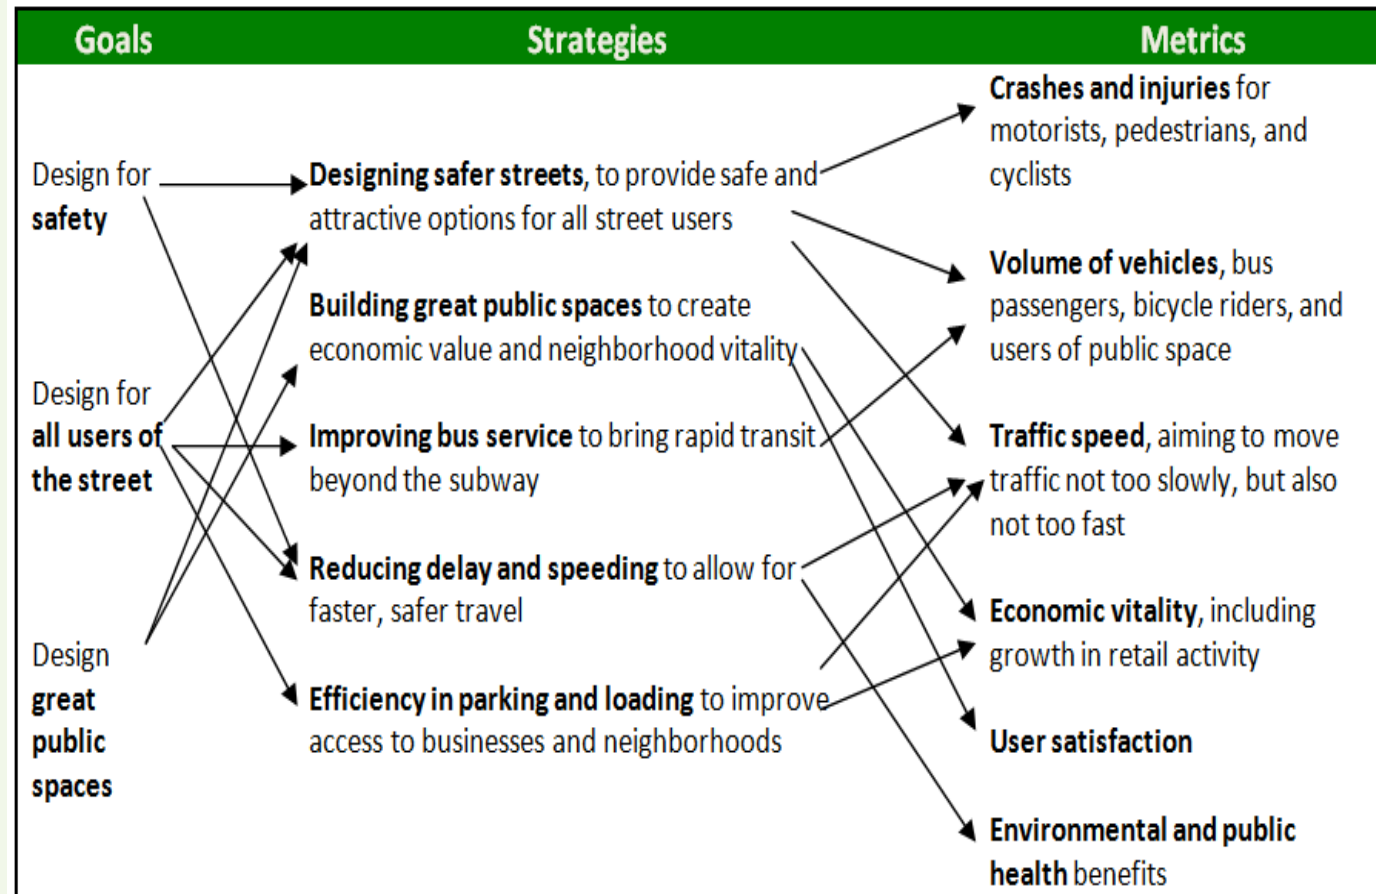 Goals
Strategies
Metrics
Design for
safety
Design for
all users of
the street
Design
great
public
spaces
Designing safer streets, to provide safe and
attractive options for all street users
Building great public spaces to create
economic value and neighborhood vitality
Improving bus service to bring rapid transit
beyond the subway
Reducing delay and speeding to allow for
faster, safer travel
Efficiency in parking and loading to improve
access to businesses and neighborhoods
Crashes and injuries for
motorists, pedestrians, and
cyclists
Volume of vehicles, bus
passengers, bicycle riders, and
users of public space
Traffic speed, aiming to move
traffic not too slowly, but also
not too fast
Economic vitality, including
growth in retail activity
User satisfaction
Environmental and public
health benefits